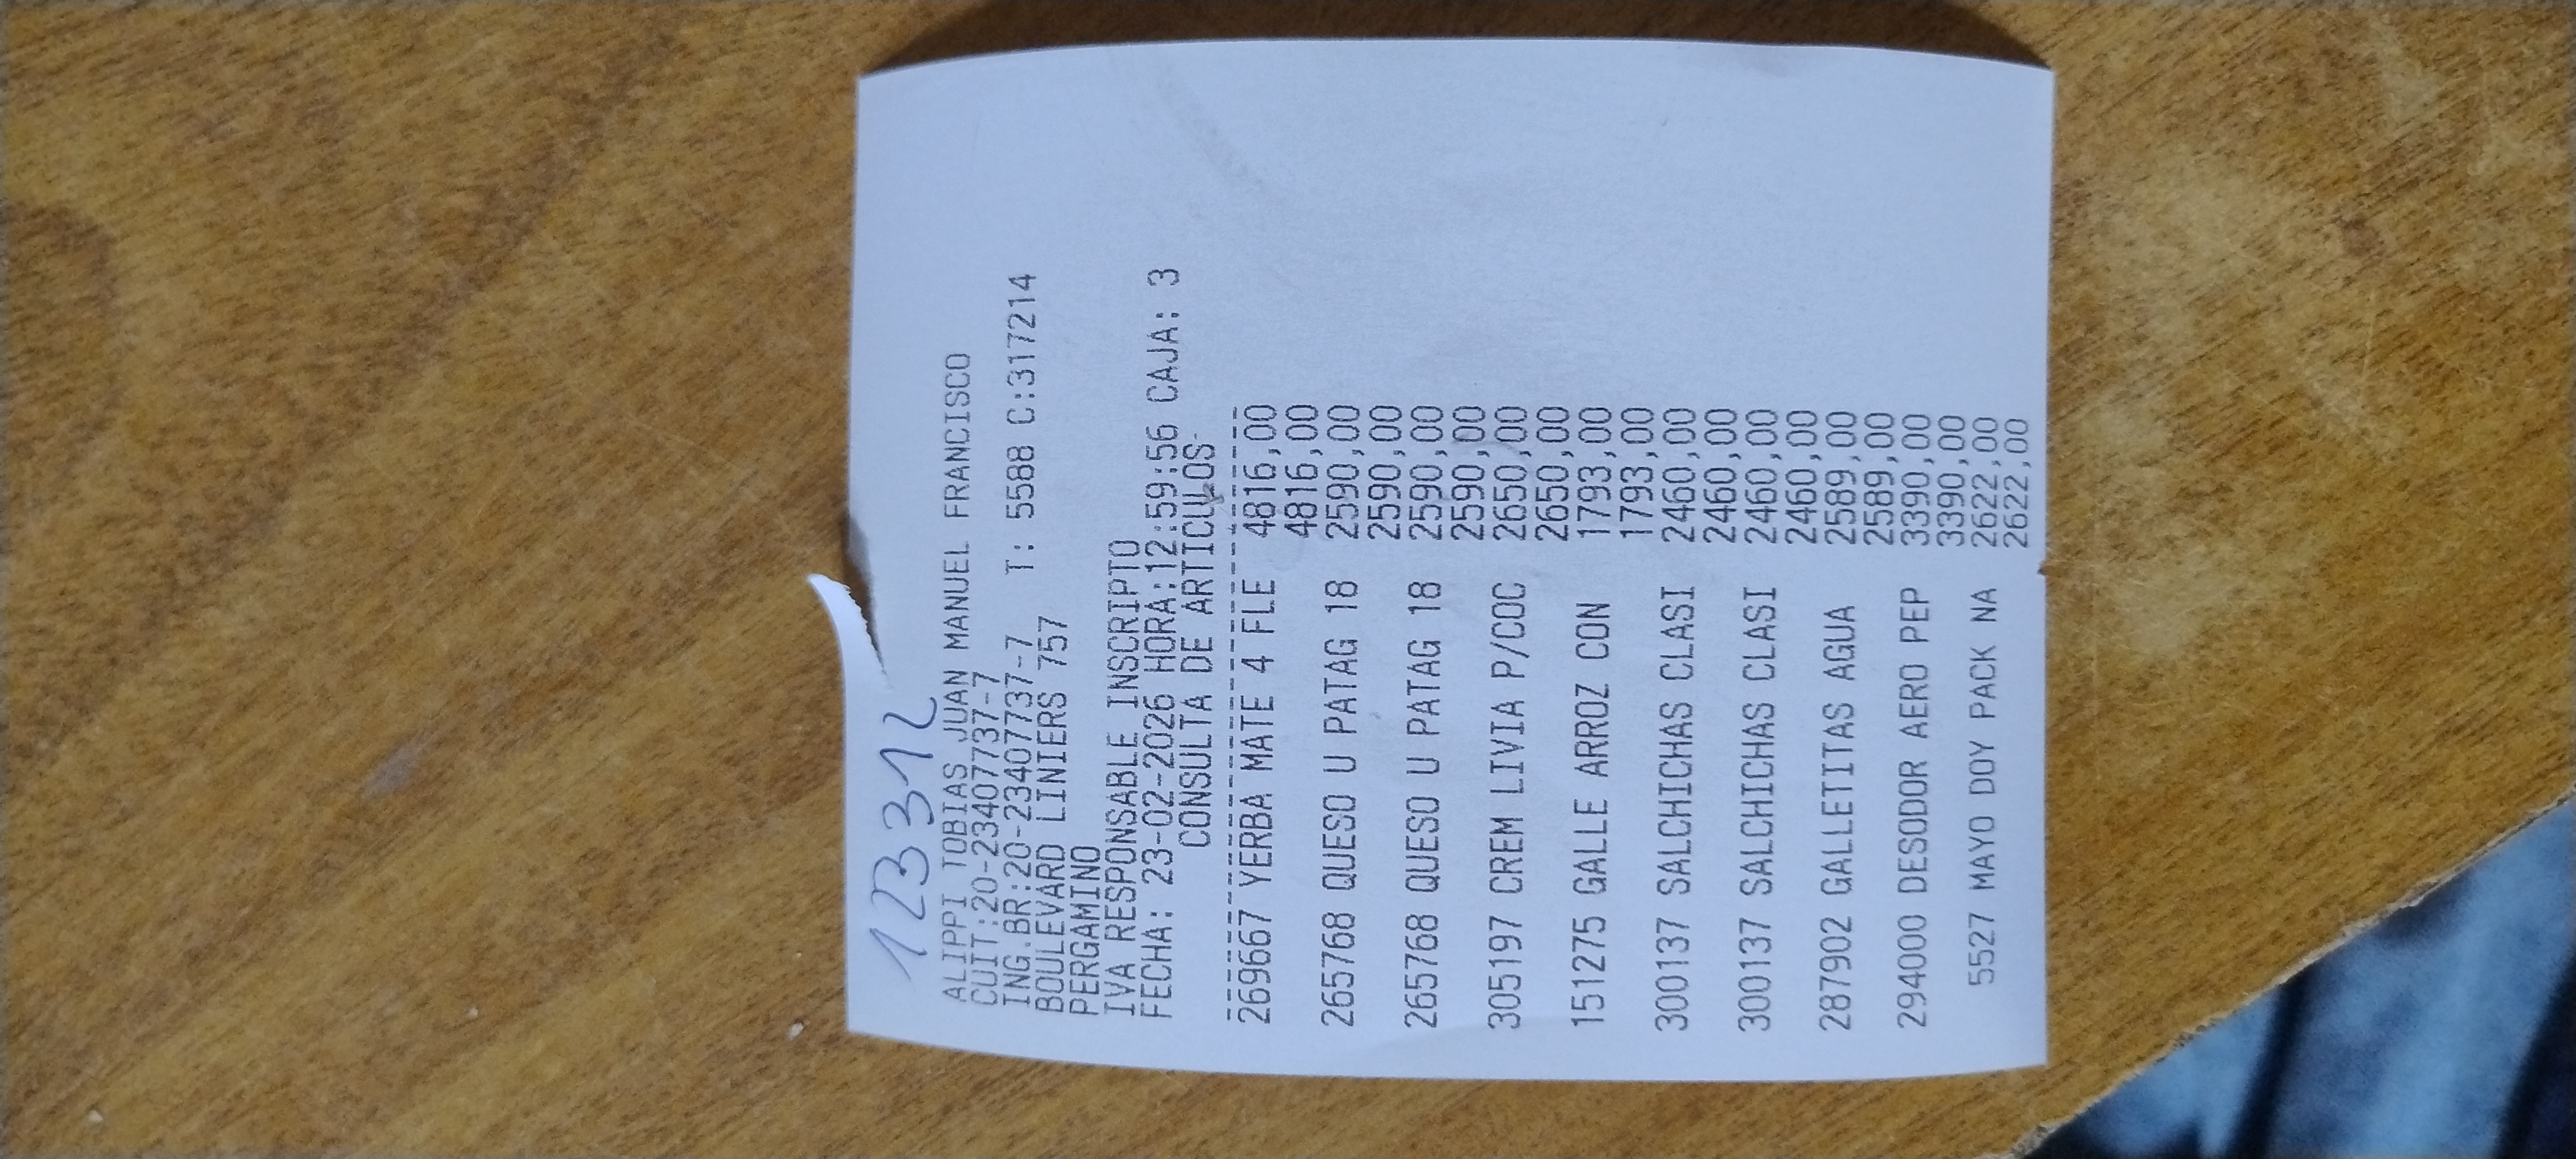 12312
ALIPPI TOBIAS JUAN MANUEL FRANCISCO
CUIT:20-23407737-7
ING.BR:20-23407737-7 T: 5588 C:317214
BOULEVARD LINIERS 757
PERGAMINO
IVA RESPONSABLE INSCRIPTO
FECHA: 23-02-2026 HORA:12:59:56 CAJA: 3
CONSULTA DE ARTICULOS
269667 YERBA MATE 4 FLE 4816,00
4816,00
265768 QUESO U PATAG 18 2590,00
2590,00
265768 QUESO U PATAG 18 2590,00
2590,00
305197 CREM LIVIA P/COC 2650,00
2650,00
151275 GALLE ARROZ CON 1793,00
1793,00
300137 SALCHICHAS CLASI 2460,00
2460,00
300137 SALCHICHAS CLASI 2460,00
2460,00
287902 GALLETITAS AGUA 2589,00
2589,00
294000 DESODOR AERO PEP 3390,00
3390,00
5527 MAYO DOY PACK NA 2622,00
2622,00